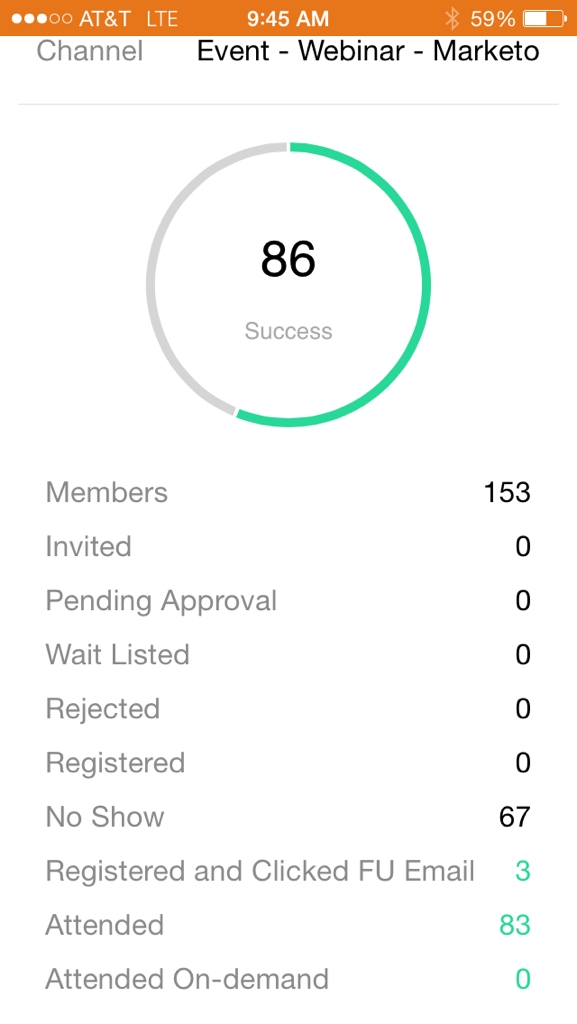 AT&T LTE 9:45 AM 59%
Channel Event - Webinar - Marketo
86
Success
Members 153
Invited 0
Pending Approval 0
Wait Listed 0
Rejected 0
Registered 0
No Show 67
Registered and Clicked FU Email 3
Attended 83
Attended On-demand 0